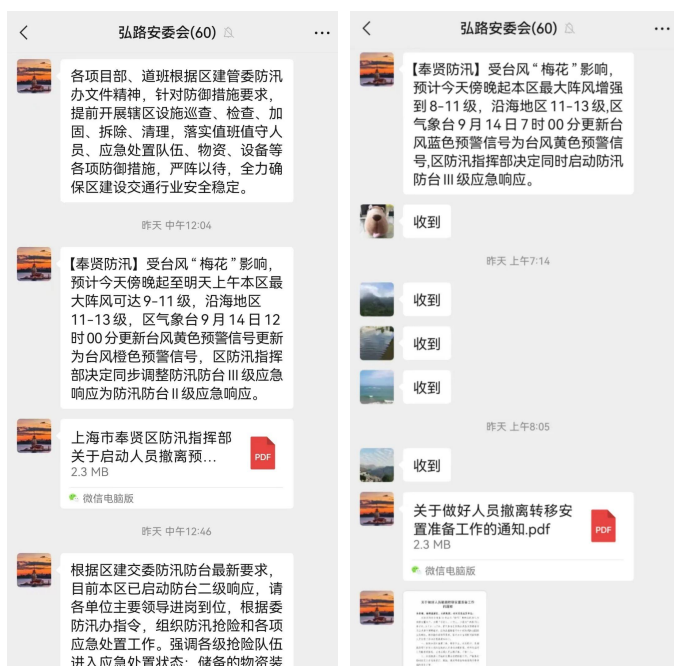 弘路安委会(60)
各项目部、道班根据区建管委防汛
办文件精神，针对防御措施要求，
提前开展辖区设施巡查、检查、加
固、拆除、清理，落实值班值守人
员、应急处置队伍、物资、设备等
各项防御措施，严阵以待，全力确
保区建设交通行业安全稳定。
昨天 中午12:04
【奉贤防汛】受台风“梅花”影响，
预计今天傍晚起至明天上午本区最
大阵风可达9-11级，沿海地区
11-13级，区气象台9月14日12
时00分更新台风黄色预警信号更新
为台风橙色预警信号，区防汛指挥
部决定同步调整防汛防台Ⅲ级应急
响应为防汛防台Ⅱ级应急响应。
上海市奉贤区防汛指挥部
关于启动人员撤离预...
2.3 MB
PDF
微信电脑版
昨天 中午12:46
根据区建交委防汛防台最新要求，
目前本区已启动防台二级响应，请
各单位主要领导进岗到位，根据委
防汛办指令，组织防汛抢险和各项
应急处置工作。强调各级抢险队伍
进入应急处置状态；储备的物资装
弘路安委会(60)
【奉贤防汛】受台风“梅花”影响，
预计今天傍晚起本区最大阵风增强
到8-11级，沿海地区11-13级,区
气象台9月14日7时00分更新台
风蓝色预警信号为台风黄色预警信
号,区防汛指挥部决定同时启动防汛
防台Ⅲ级应急响应。
收到
昨天 上午7:14
收到
收到
收到
昨天 上午8:05
收到
关于做好人员撤离转移安
置准备工作的通知.pdf
2.3 MB
PDF
微信电脑版